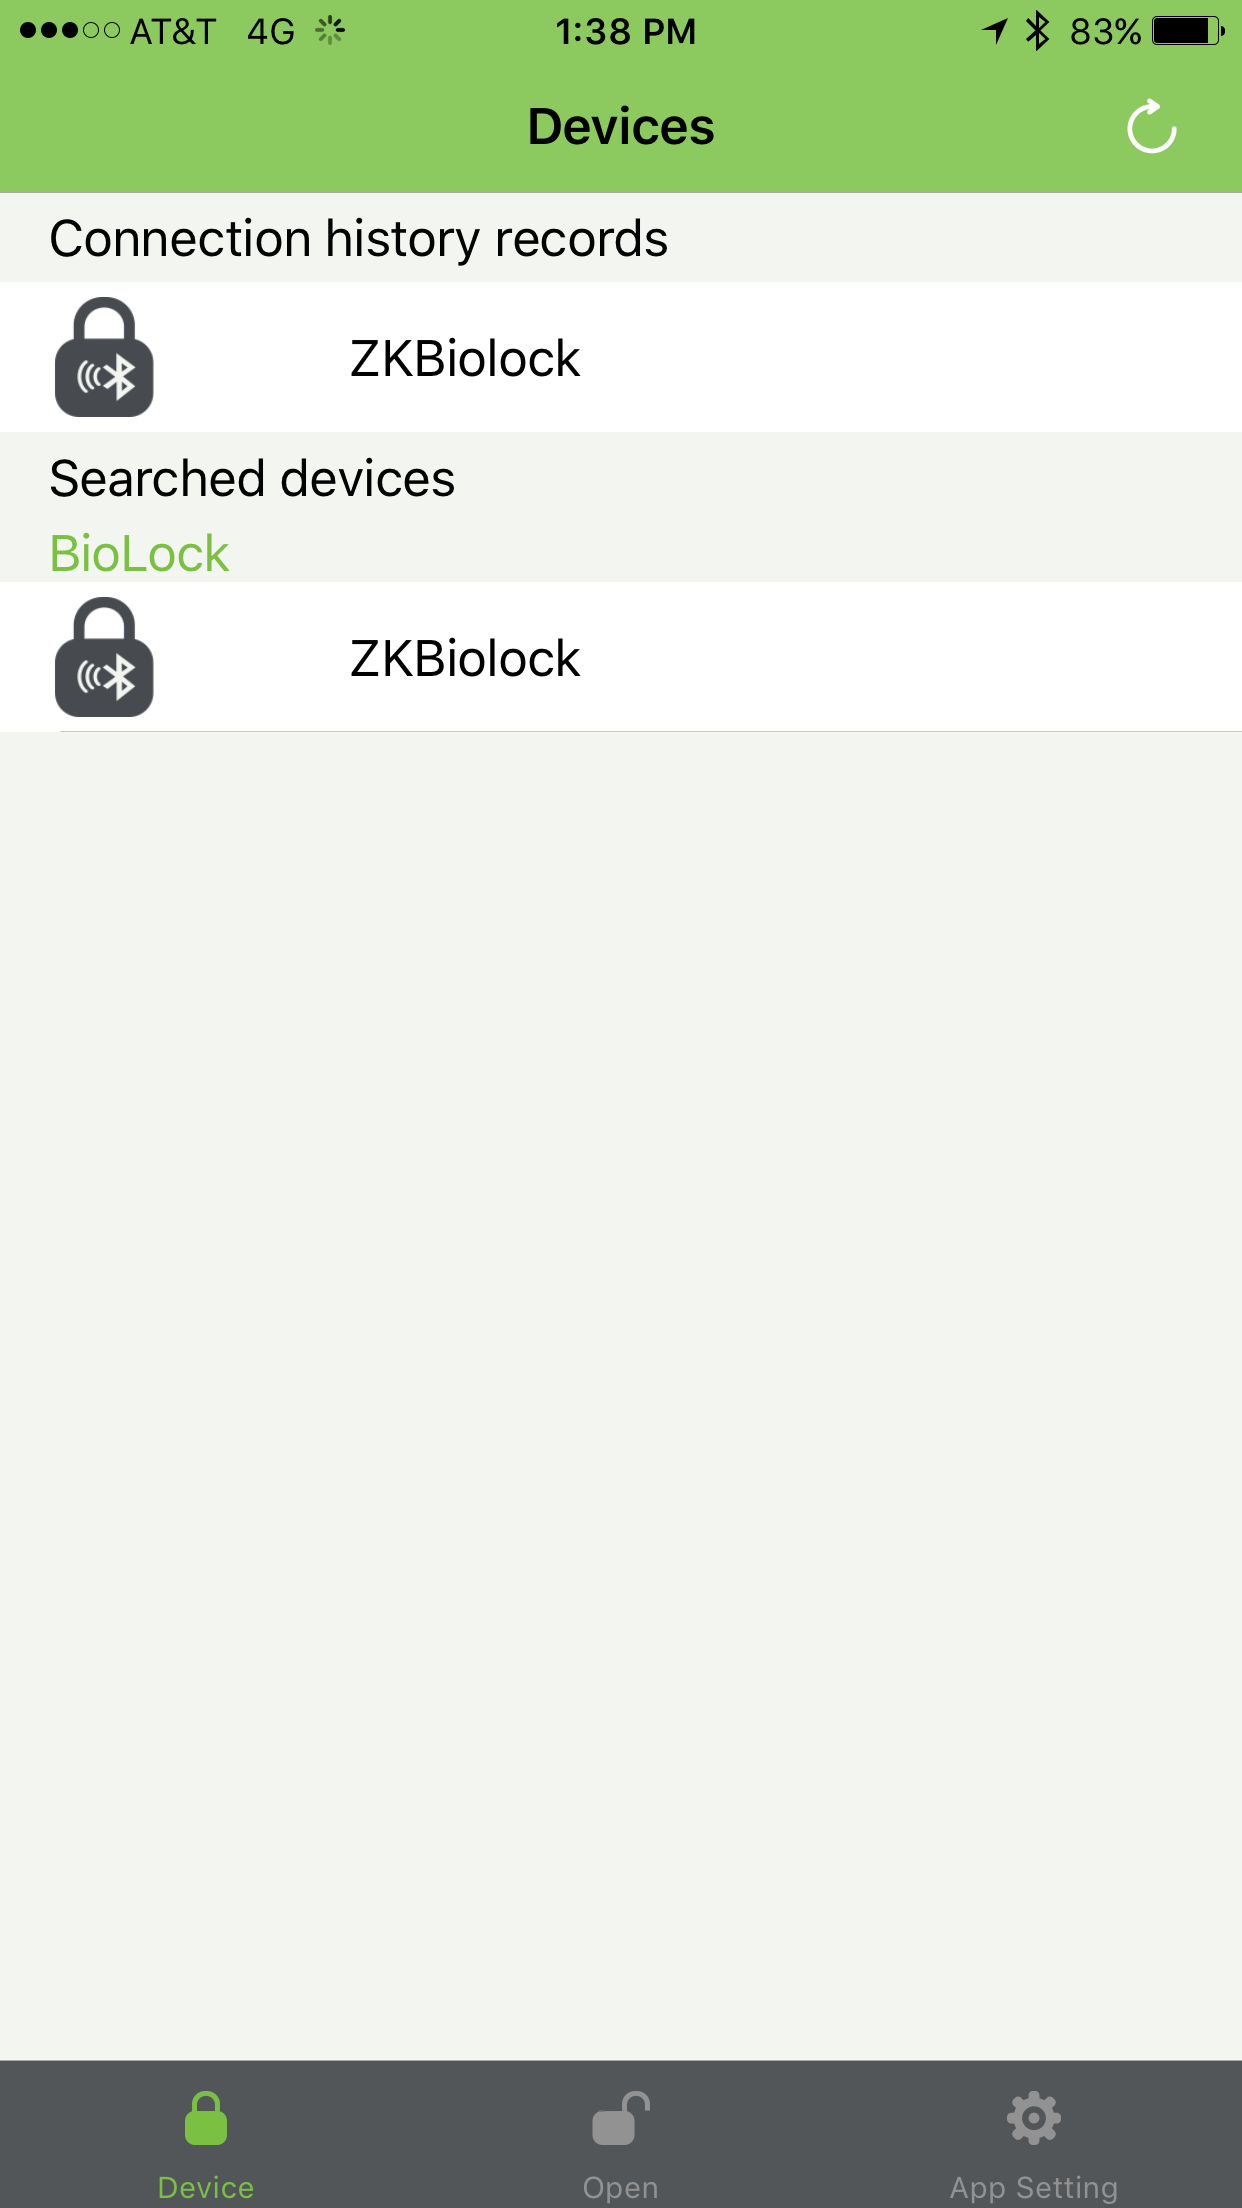 AT&T 4G 1:38 PM 83%
Devices
Connection history records
ZKBiolock
Searched devices
BioLock
ZKBiolock
Device Open App Setting